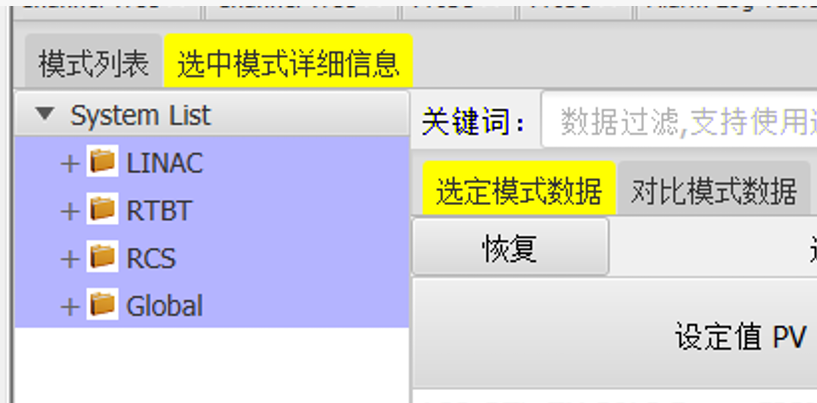 模式列表 选中模式详细信息
System List
LINAC
RTBT
RCS
Global
关键词：
数据过滤,支持使用
选定模式数据 对比模式数据
恢复
设定值 PV